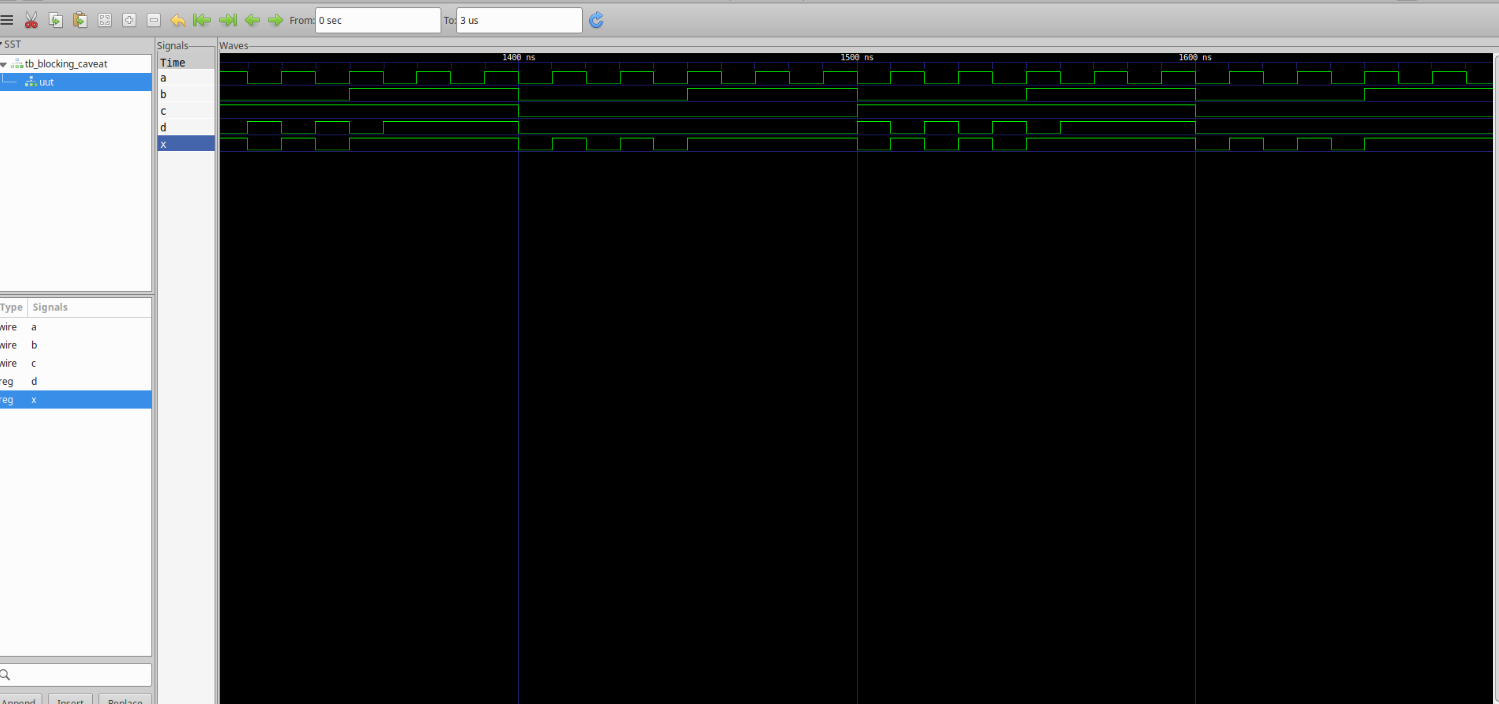 From: 0 sec To: 3 us
SST
tb_blocking_caveat
uut
Type Signals
wire a
wire b
wire c
reg d
reg x
Append Insert Replace
Signals
Time
a
b
c
d
x
Waves
1400 ns 1500 ns 1600 ns